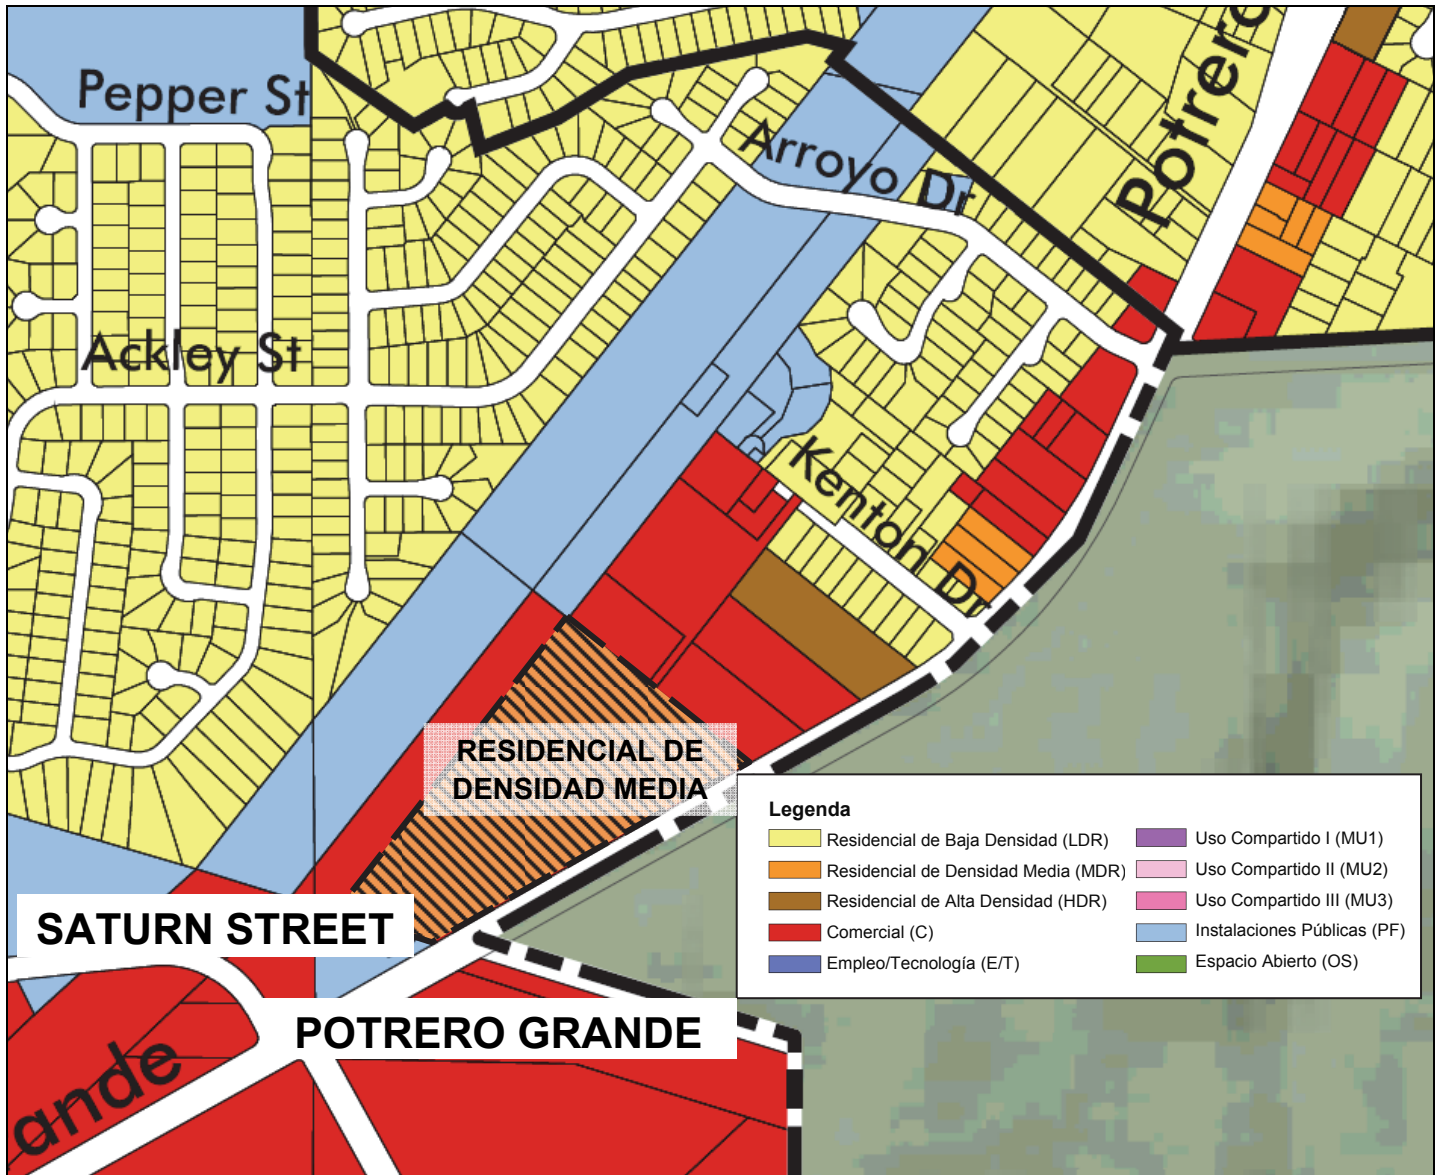 Pepper St
Potrero
Arroyo Dr
Ackley St
Kenton Dr
RESIDENCIAL DE
DENSIDAD MEDIA
SATURN STREET
POTRERO GRANDE
ande
Legenda
Residencial de Baja Densidad (LDR)
Residencial de Densidad Media (MDR)
Residencial de Alta Densidad (HDR)
Comercial (C)
Empleo/Tecnología (E/T)
Uso Compartido I (MU1)
Uso Compartido II (MU2)
Uso Compartido III (MU3)
Instalaciones Públicas (PF)
Espacio Abierto (OS)